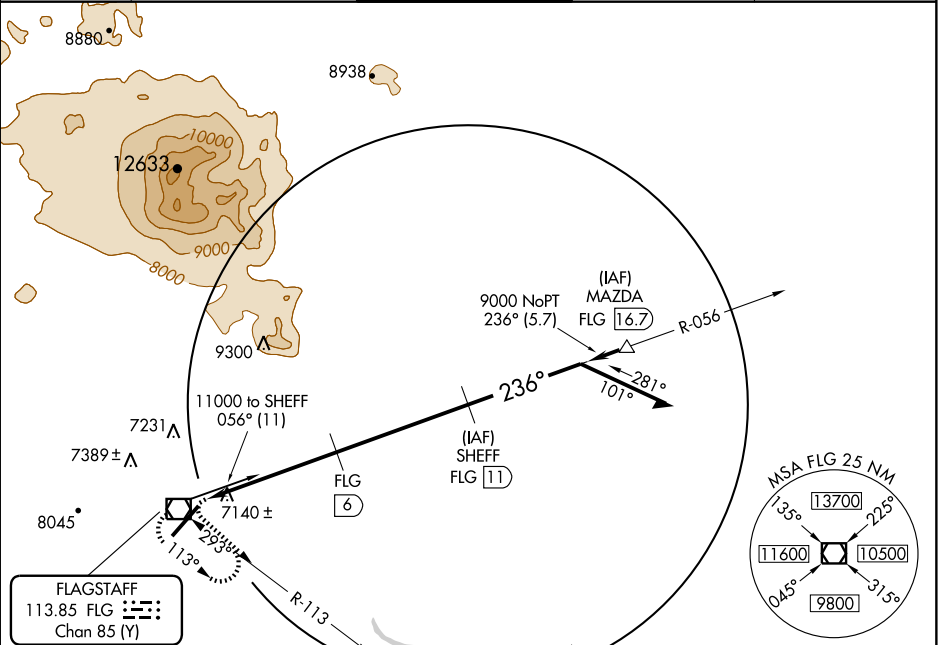 8880
8938
10000
12633
9000
8000
9300
(IAF)
MAZDA
FLG 16.7
9000 NoPT
236° (5.7)
R-056
281°
101°
236°
11000 to SHEFF
056° (11)
(IAF)
SHEFF
FLG 11
FLG
6
7231
7389±
7140±
8045
293°
113°
R-113
FLAGSTAFF
113.85 FLG
Chan 85 (Y)
MSA FLG 25 NM
13700
135°
225°
11600
10500
045°
315°
9800